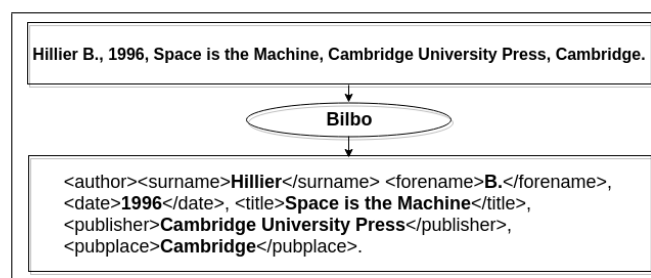 Hillier B., 1996, Space is the Machine, Cambridge University Press, Cambridge.
Bilbo
<author><surname>Hillier</surname> <forename>B.</forename>,
<date>1996</date>, <title>Space is the Machine</title>,
<publisher>Cambridge University Press</publisher>,
<pubplace>Cambridge</pubplace>.